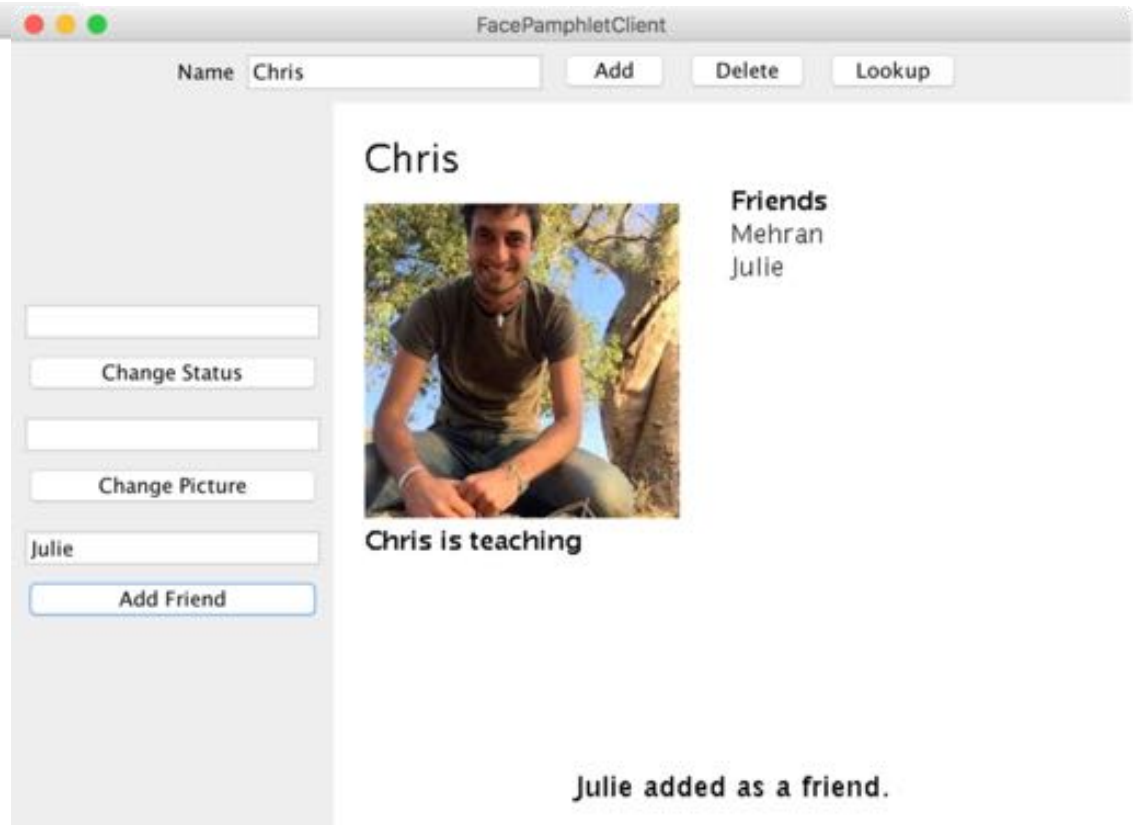 FacePamphletClient
Name Chris Add Delete Lookup
Chris
Friends
Mehran
Julie
Change Status
Change Picture
Julie
Add Friend
Chris is teaching
Julie added as a friend.